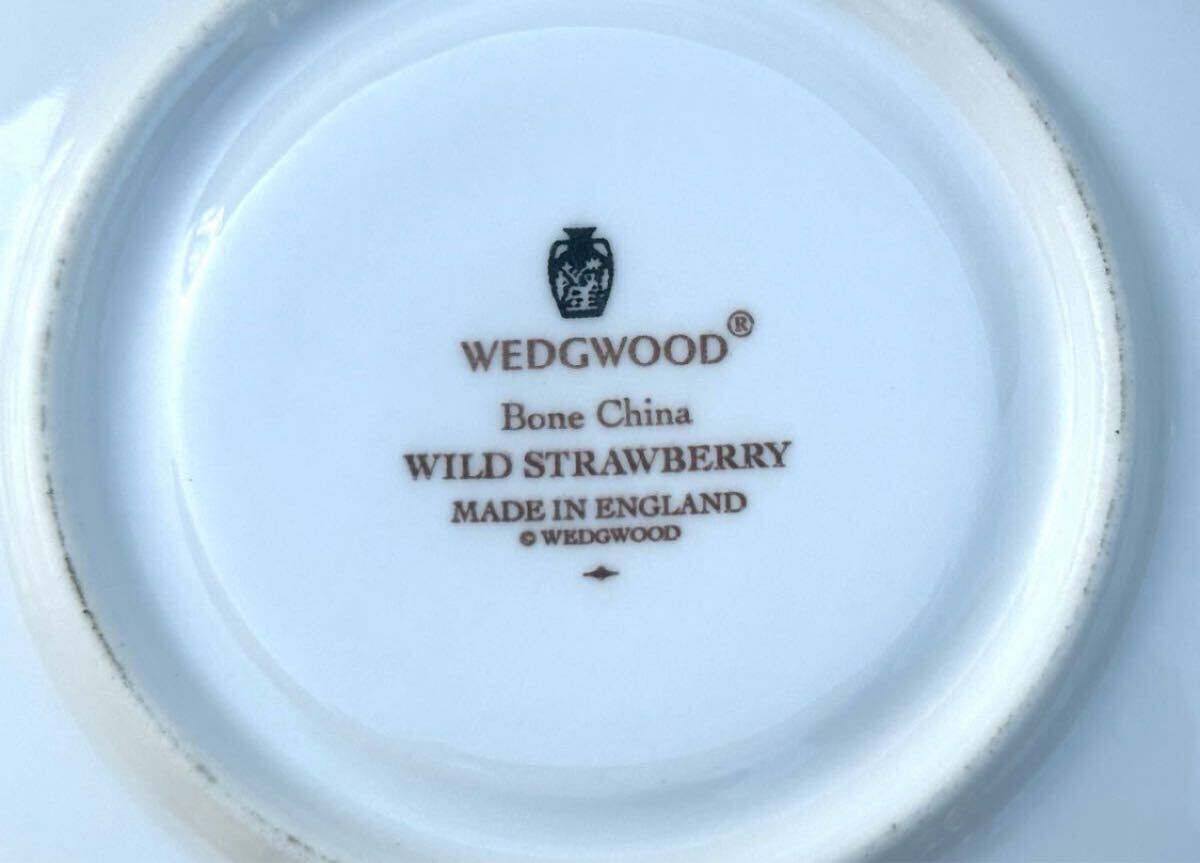 WEDGWOOD®
Bone China
WILD STRAWBERRY
MADE IN ENGLAND
© WEDGWOOD